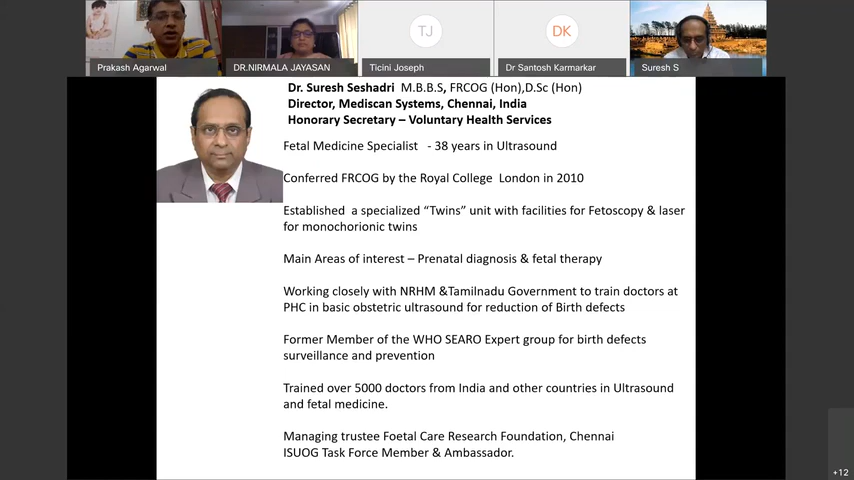 TJ
DK
Prakash Agarwal
DR.NIRMALA JAYASAN
Ticini Joseph
Dr Santosh Karmarkar
Suresh S
Dr. Suresh Seshadri M.B.B.S, FRCOG (Hon),D.Sc (Hon)
Director, Mediscan Systems, Chennai, India
Honorary Secretary – Voluntary Health Services
Fetal Medicine Specialist - 38 years in Ultrasound
Conferred FRCOG by the Royal College London in 2010
Established a specialized “Twins” unit with facilities for Fetoscopy & laser
for monochorionic twins
Main Areas of interest – Prenatal diagnosis & fetal therapy
Working closely with NRHM &Tamilnadu Government to train doctors at
PHC in basic obstetric ultrasound for reduction of Birth defects
Former Member of the WHO SEARO Expert group for birth defects
surveillance and prevention
Trained over 5000 doctors from India and other countries in Ultrasound
and fetal medicine.
Managing trustee Foetal Care Research Foundation, Chennai
ISUOG Task Force Member & Ambassador.
+12